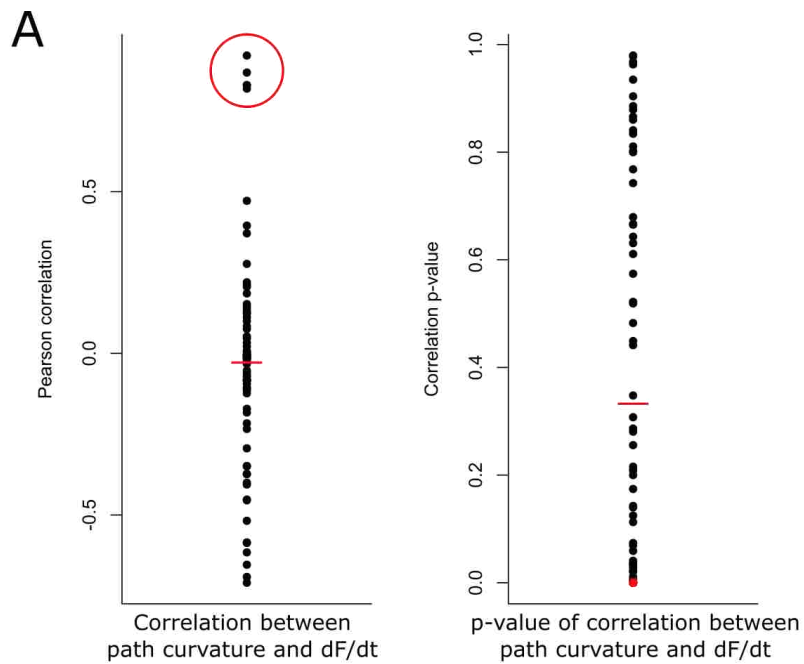 A
Pearson correlation
0.5
0.0
-0.5
Correlation between
path curvature and dF/dt
Correlation p-value
1.0
0.8
0.6
0.4
0.2
0.0
p-value of correlation between
path curvature and dF/dt